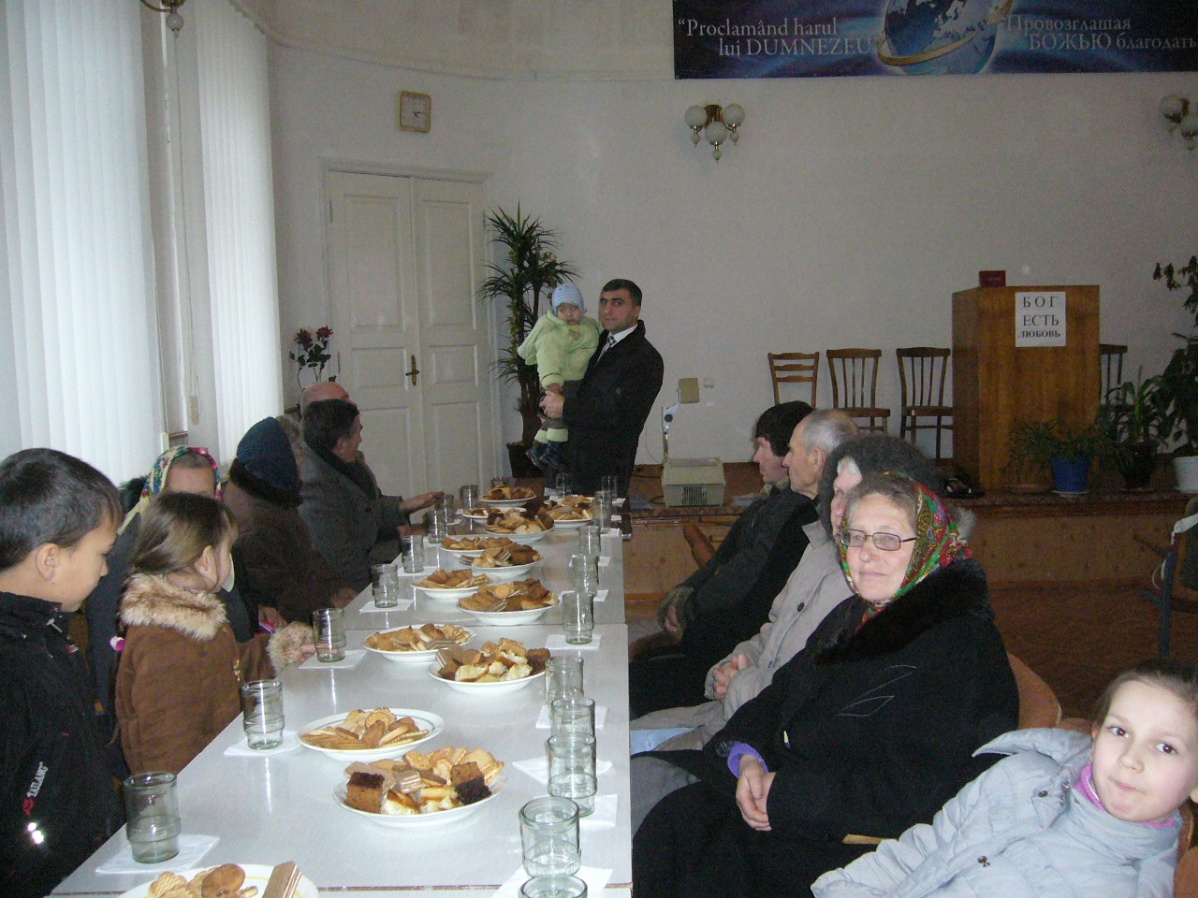 "Proclamând harul
lui DUMNEZEU
Провозглашая
БОЖЬЮ благодать
БОГ
ЕСТЬ
ЛЮБОВЬ